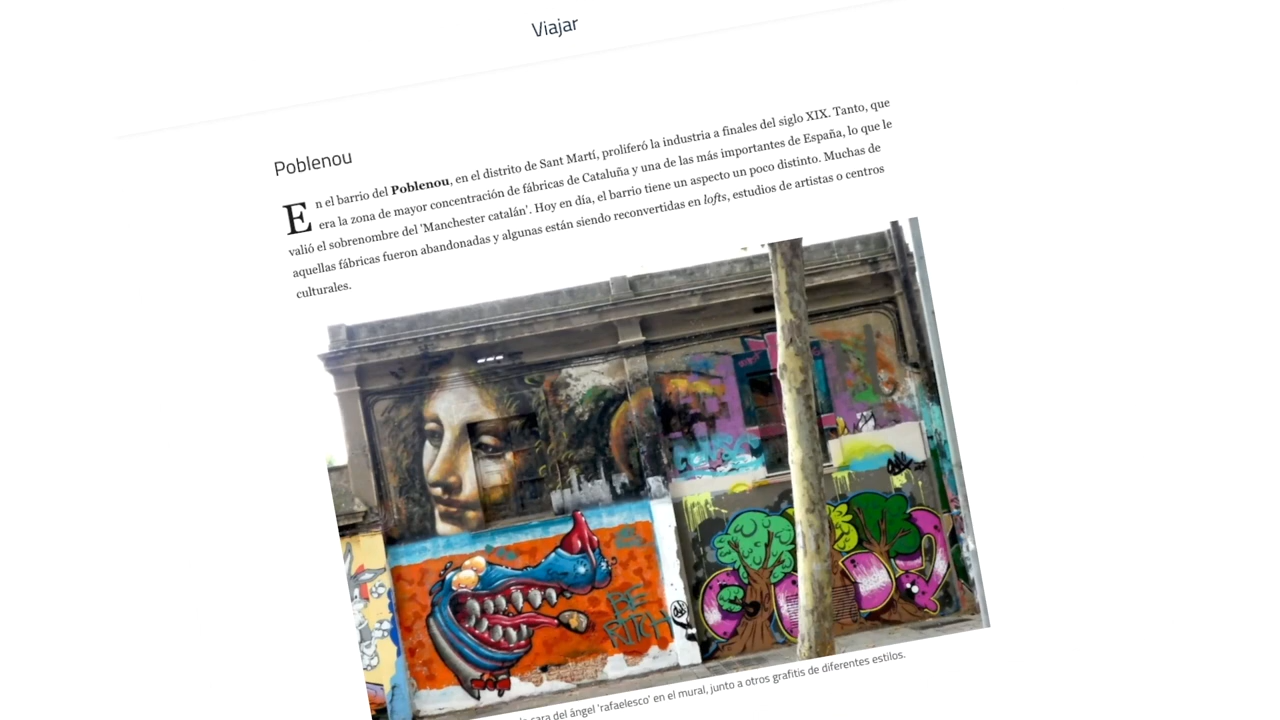 Viajar
Poblenou
En el barrio del Poblenou, en el distrito de Sant Martí, proliferó la industria a finales del siglo XIX. Tanto, que
era la zona de mayor concentración de fábricas de Cataluña y una de las más importantes de España, lo que le
valió el sobrenombre del 'Manchester catalán'. Hoy en día, el barrio tiene un aspecto un poco distinto. Muchas de
aquellas fábricas fueron abandonadas y algunas están siendo reconvertidas en lofts, estudios de artistas o centros
culturales.
BE
RITCH
cara del ángel 'rafaelesco' en el mural, junto a otros grafitis de diferentes estilos.